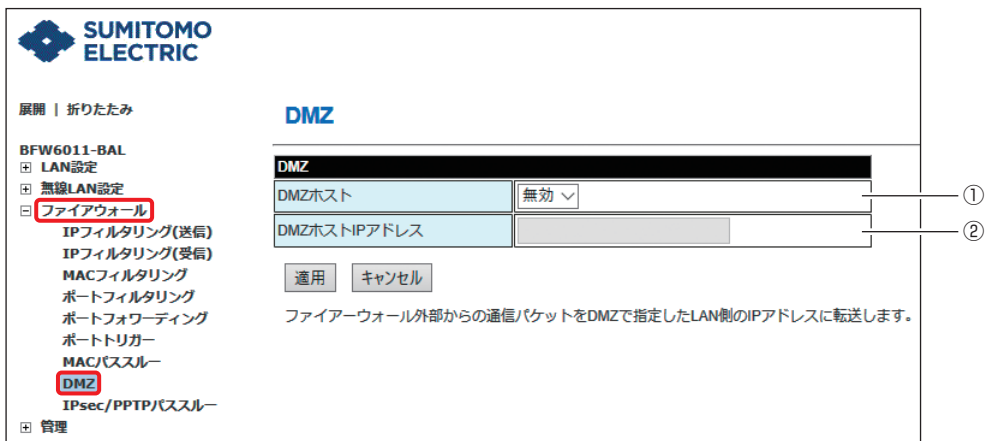 SUMITOMO
ELECTRIC
展開 | 折りたたみ
BFW6011-BAL
LAN設定
無線LAN設定
ファイアウォール
IPフィルタリング(送信)
IPフィルタリング(受信)
MACフィルタリング
ポートフィルタリング
ポートフォワーディング
ポートトリガー
MACパススルー
DMZ
IPsec/PPTPパススルー
管理
DMZ
DMZ
DMZホスト 無効 ①
DMZホストIPアドレス ②
適用 キャンセル
ファイアーウォール外部からの通信パケットをDMZで指定したLAN側のIPアドレスに転送します。